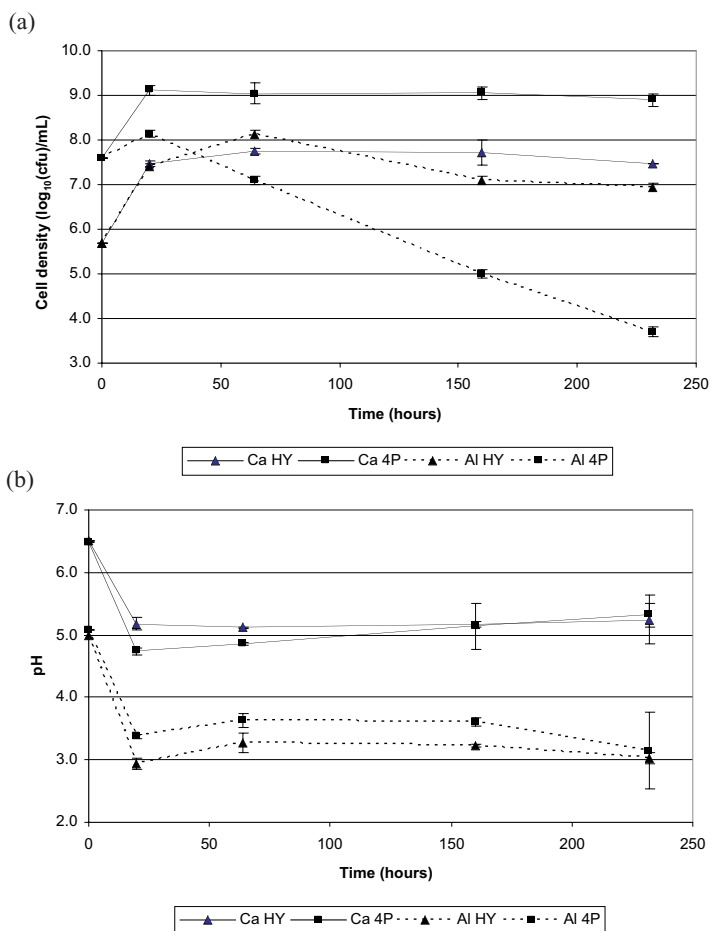 (a)
10.0
9.0
8.0
7.0
6.0
5.0
4.0
3.0
Cell density (log10(cfu)/mL)
0 50 100 150 200 250
Time (hours)
Ca HY Ca 4P Al HY Al 4P
(b)
7.0
6.0
5.0
4.0
3.0
2.0
pH
0 50 100 150 200 250
Time (hours)
Ca HY Ca 4P Al HY Al 4P